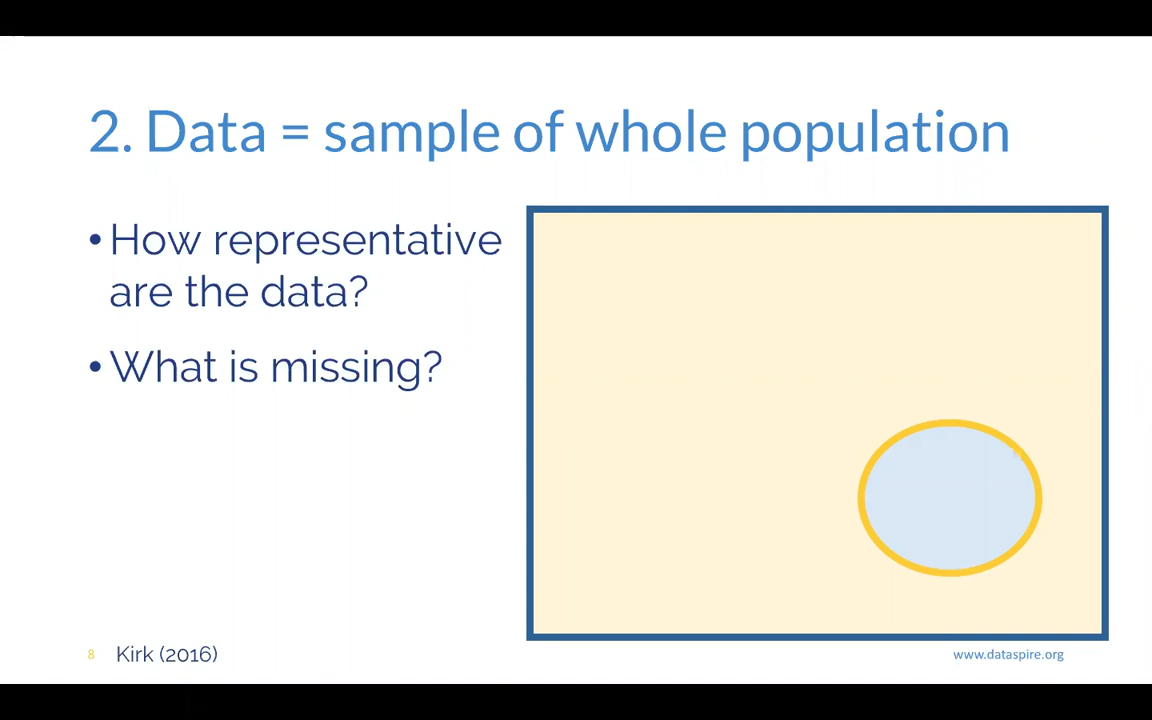 2. Data = sample of whole population
•How representative
are the data?
•What is missing?
8 Kirk (2016)
www.dataspire.org